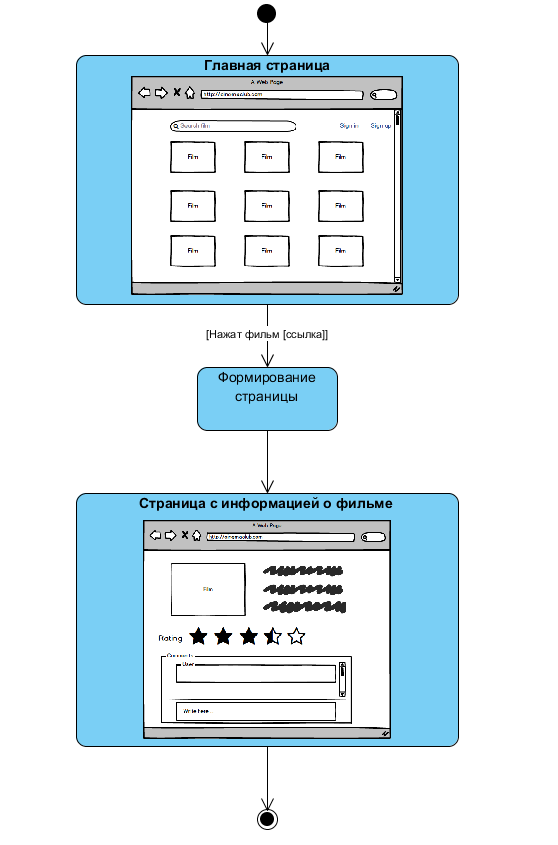 Главная страница
A Web Page
http://cinemaclub.com
Search film
Sign in
Sign up
Film
Film
Film
Film
Film
Film
Film
Film
Film
[Нажат фильм [ссылка]]
Формирование
страницы
Страница с информацией о фильме
A Web Page
http://cinemaclub.com
Film
Rating
Comments
User
Write here...